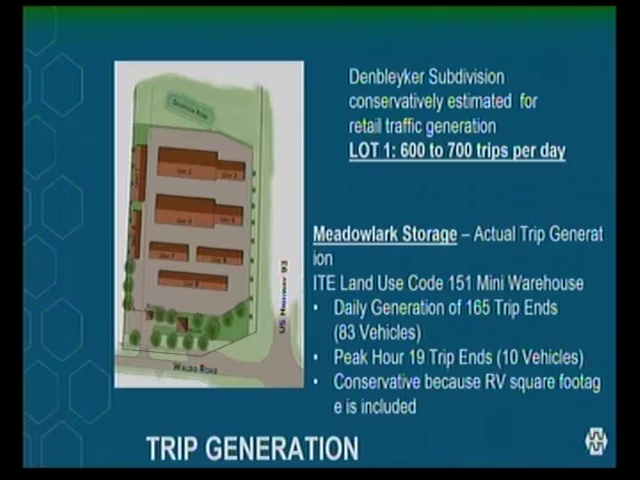 Denbleyker Subdivision
conservatively estimated for
retail traffic generation
LOT 1: 600 to 700 trips per day
Meadowlark Storage – Actual Trip Generat
ion
ITE Land Use Code 151 Mini Warehouse
• Daily Generation of 165 Trip Ends
(83 Vehicles)
• Peak Hour 19 Trip Ends (10 Vehicles)
• Conservative because RV square footag
e is included
US Highway 93
Waldo Road
TRIP GENERATION